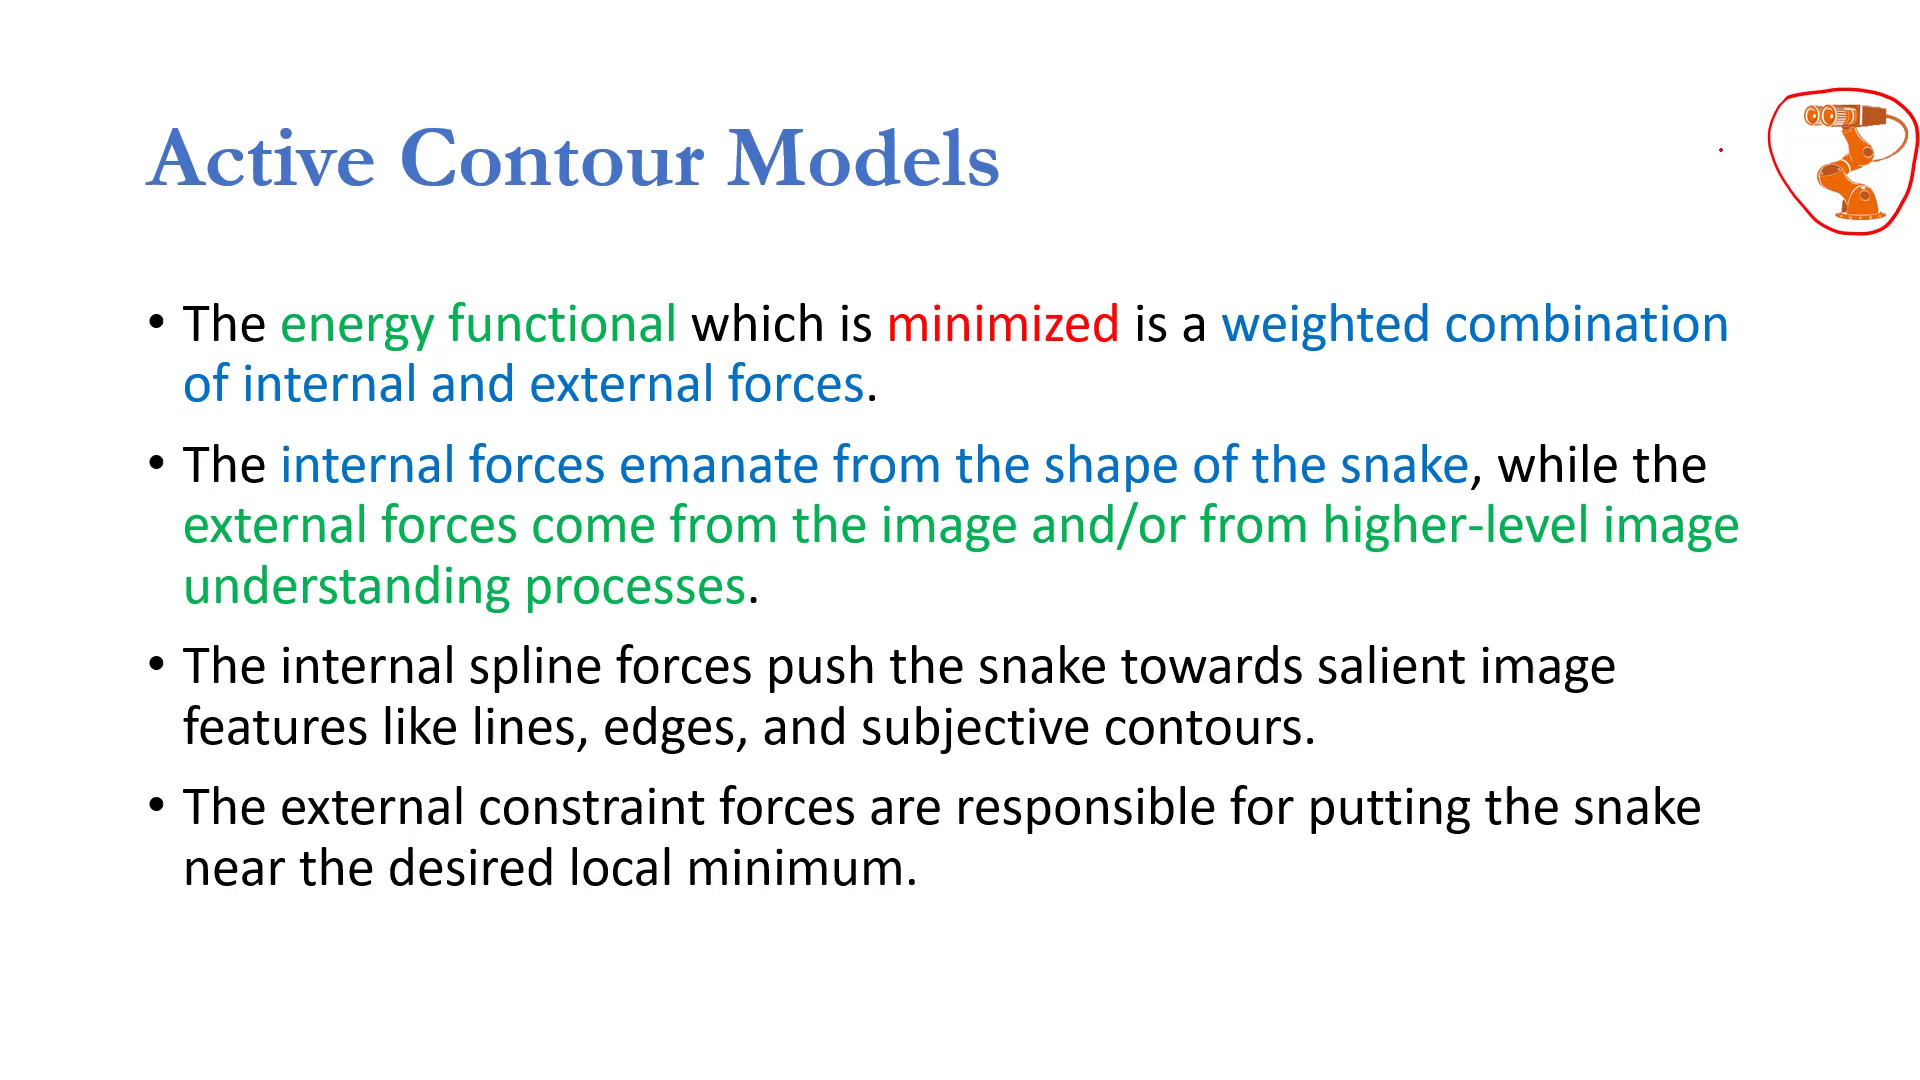 Active Contour Models
• The energy functional which is minimized is a weighted combination
of internal and external forces.
• The internal forces emanate from the shape of the snake, while the
external forces come from the image and/or from higher-level image
understanding processes.
• The internal spline forces push the snake towards salient image
features like lines, edges, and subjective contours.
• The external constraint forces are responsible for putting the snake
near the desired local minimum.